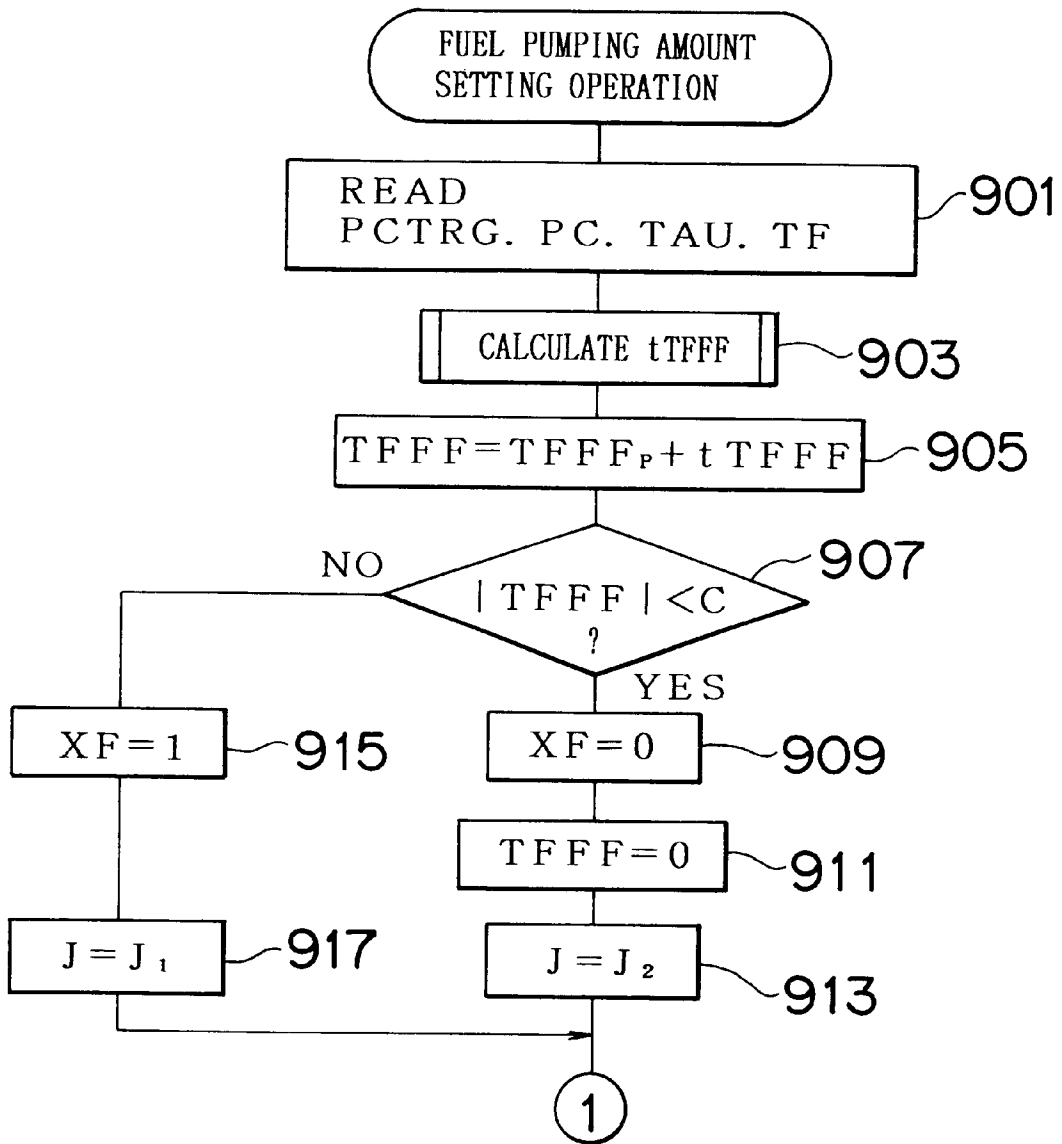 FUEL PUMPING AMOUNT
SETTING OPERATION
READ
PCTRG. PC. TAU. TF
901
CALCULATE tTFFF
903
TFFF=TFFFP+tTFFF
905
NO
|TFFF|<C
?
907
YES
XF=1
915
XF=0
909
TFFF=0
911
J=J1
917
J=J2
913
1